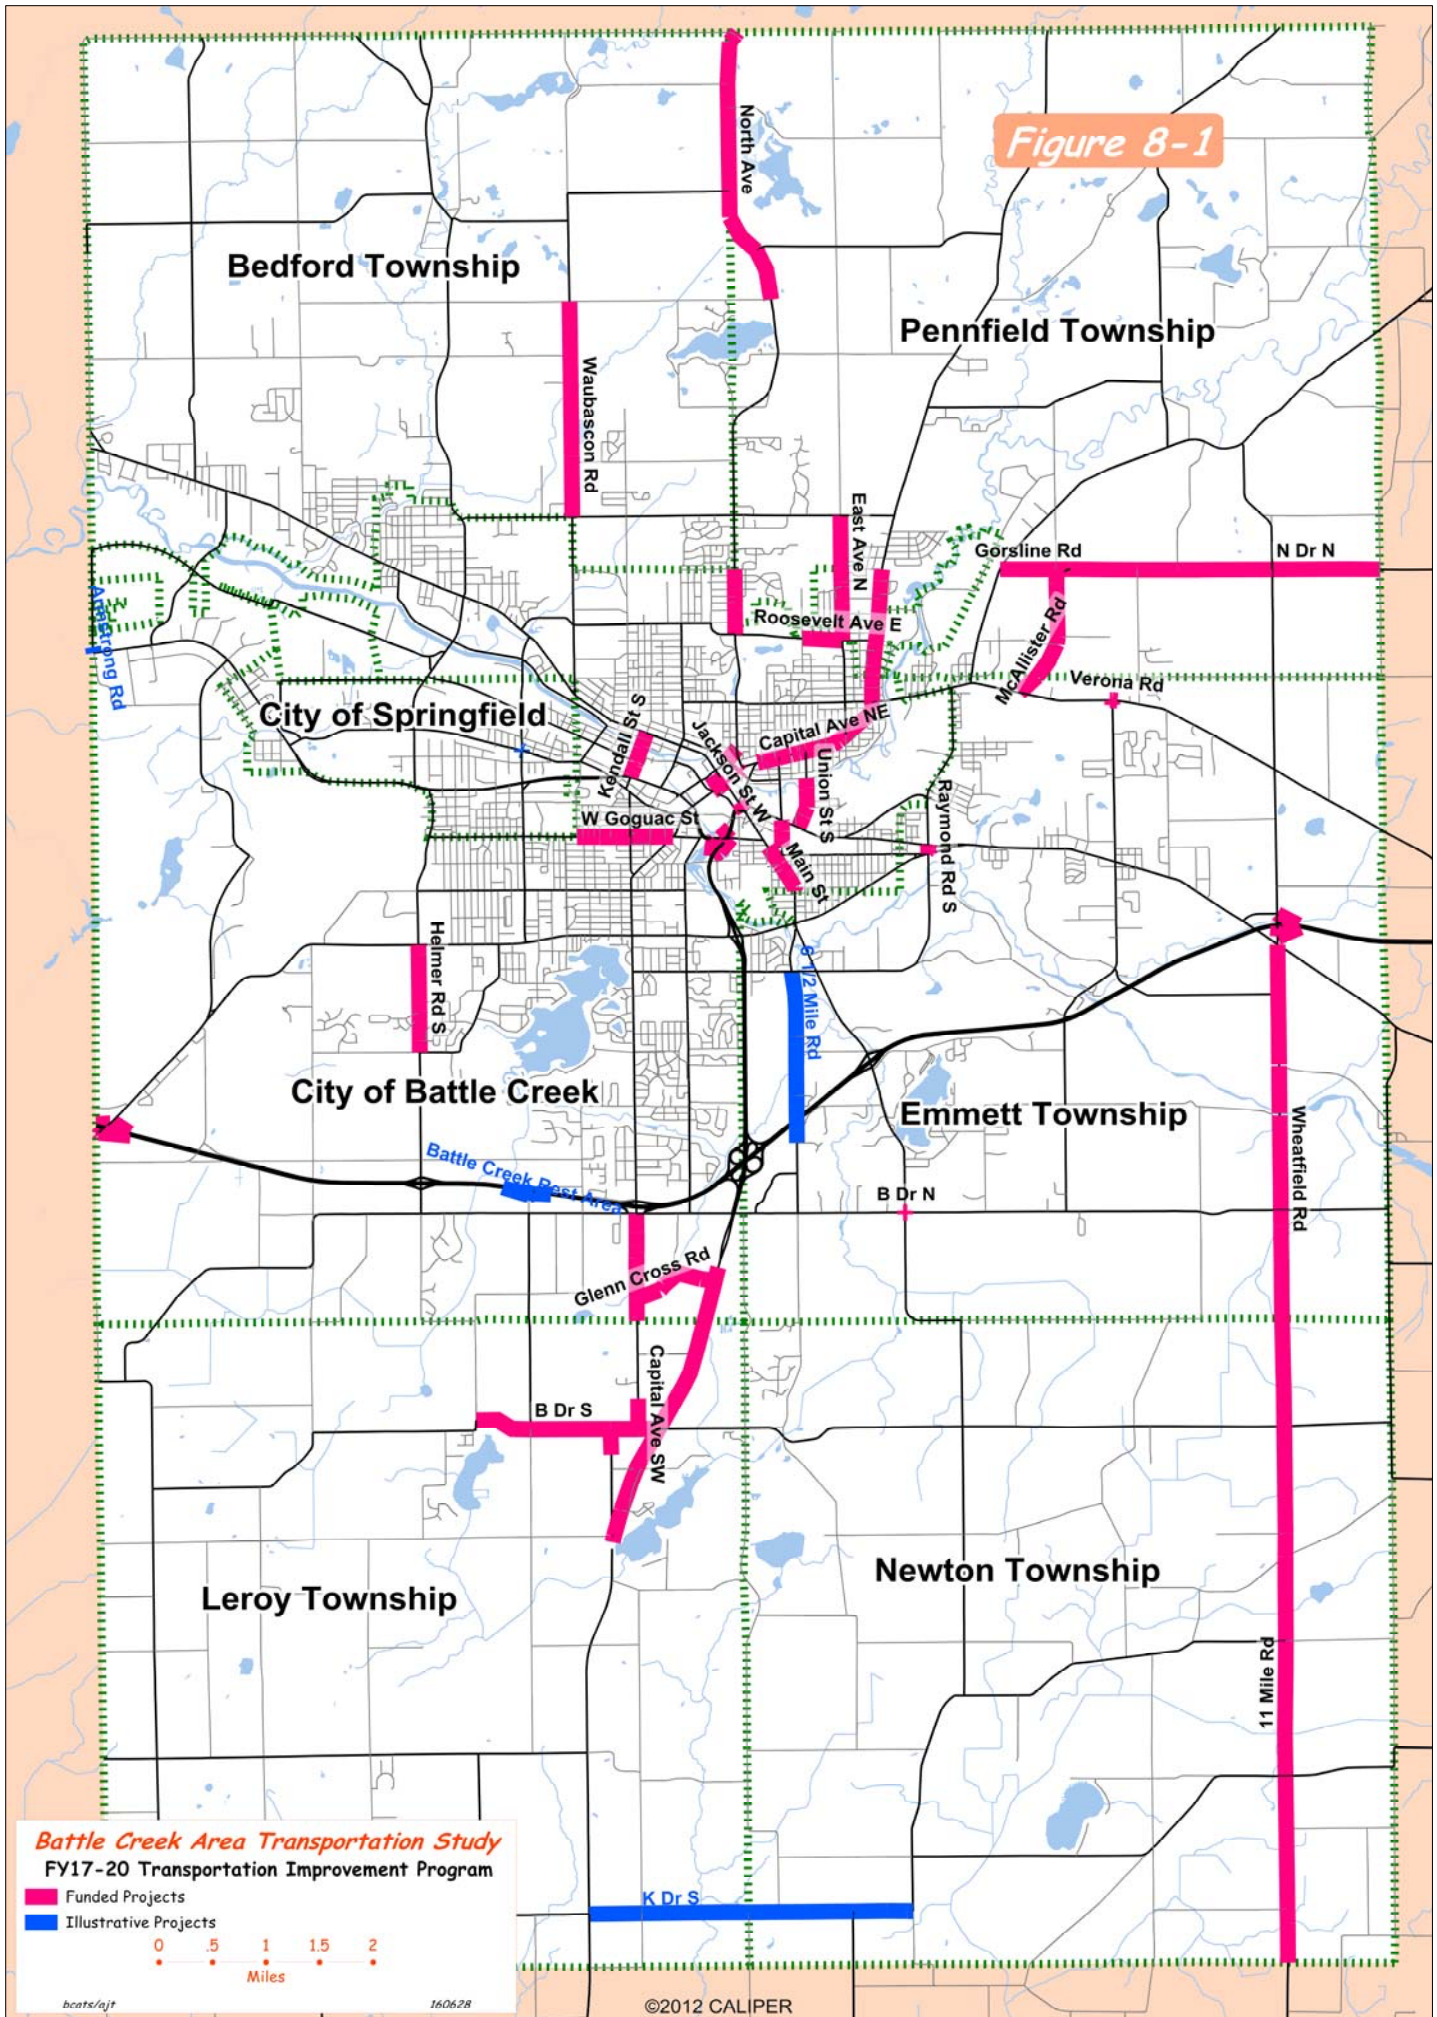 North Ave
Figure 8-1
Bedford Township
Pennfield Township
Waubascon Rd
East Ave N
Gorsline Rd
N Dr N
Armstrong Rd
Roosevelt Ave E
McAllister Rd
Verona Rd
City of Springfield
Kendall St S
Jackson St W
Capital Ave NE
Union St S
W Goguac St
Raymond Rd S
Main St
Helmer Rd S
6 1/2 Mile Rd
City of Battle Creek
Emmett Township
Wheatfield Rd
Battle Creek Rest Area
B Dr N
Glenn Cross Rd
Capital Ave SW
B Dr S
Newton Township
Leroy Township
11 Mile Rd
Battle Creek Area Transportation Study
FY17-20 Transportation Improvement Program
Funded Projects
Illustrative Projects
0 .5 1 1.5 2
Miles
bcats/ajt 160628
K Dr S
©2012 CALIPER